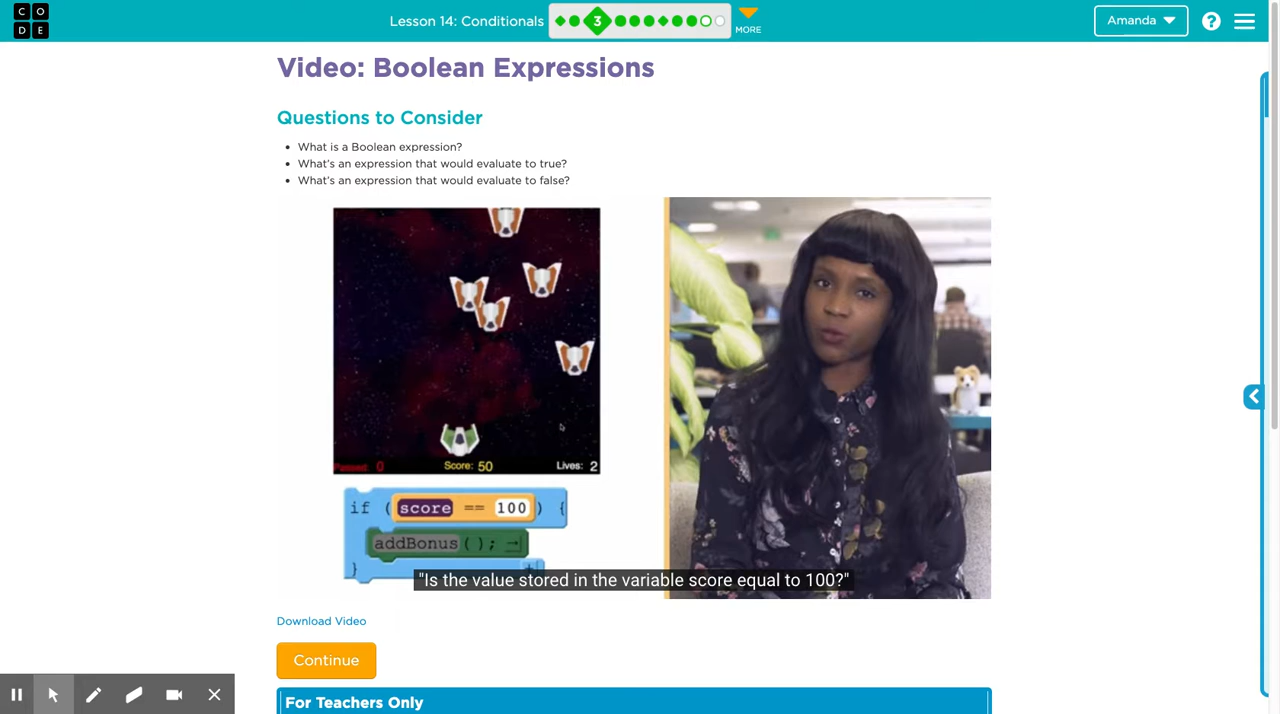 C O
D E
Lesson 14: Conditionals
3
MORE
Amanda
?
Video: Boolean Expressions
Questions to Consider
What is a Boolean expression?
What's an expression that would evaluate to true?
What's an expression that would evaluate to false?
Passed: 0
Score: 50
Lives: 2
if (score == 100) {
addBonus();
}
"Is the value stored in the variable score equal to 100?"
Download Video
Continue
For Teachers Only